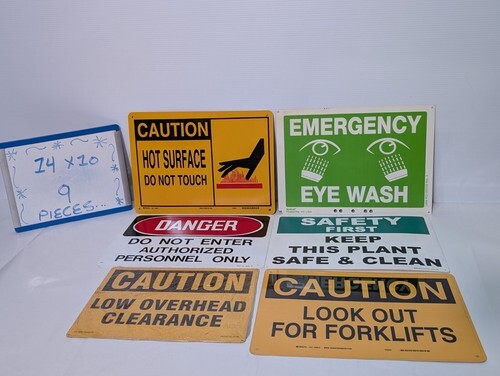 14 x 10
9
PIECES...
CAUTION
HOT SURFACE
DO NOT TOUCH
EMERGENCY
EYE WASH
DANGER
DO NOT ENTER
AUTHORIZED
PERSONNEL ONLY
SAFETY
FIRST
KEEP
THIS PLANT
SAFE & CLEAN
CAUTION
LOW OVERHEAD
CLEARANCE
CAUTION
LOOK OUT
FOR FORKLIFTS